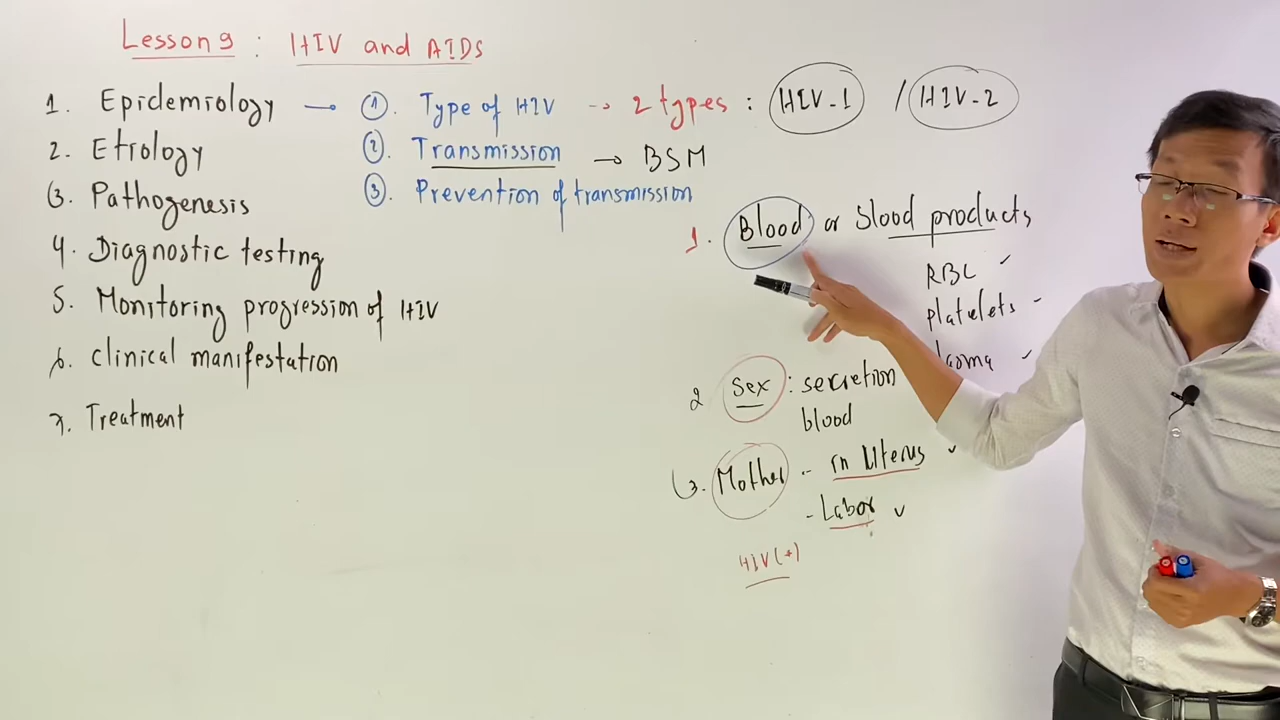 Lesson 9 : HIV and AIDS
1. Epidemiology → ①. Type of HIV → 2 types : HIV-1 / HIV-2
2. Etiology ②. Transmission → BSM
3. Pathogenesis ③. Prevention of transmission
4. Diagnostic testing
5. Monitoring progression of HIV
6. clinical manifestation
7. Treatment
1. Blood or Blood products
RBC ✓
platelets ✓
lasma ✓
2 Sex : secretion
blood
3. Mother - in Uterus ✓
- Labor ✓
HIV(+)